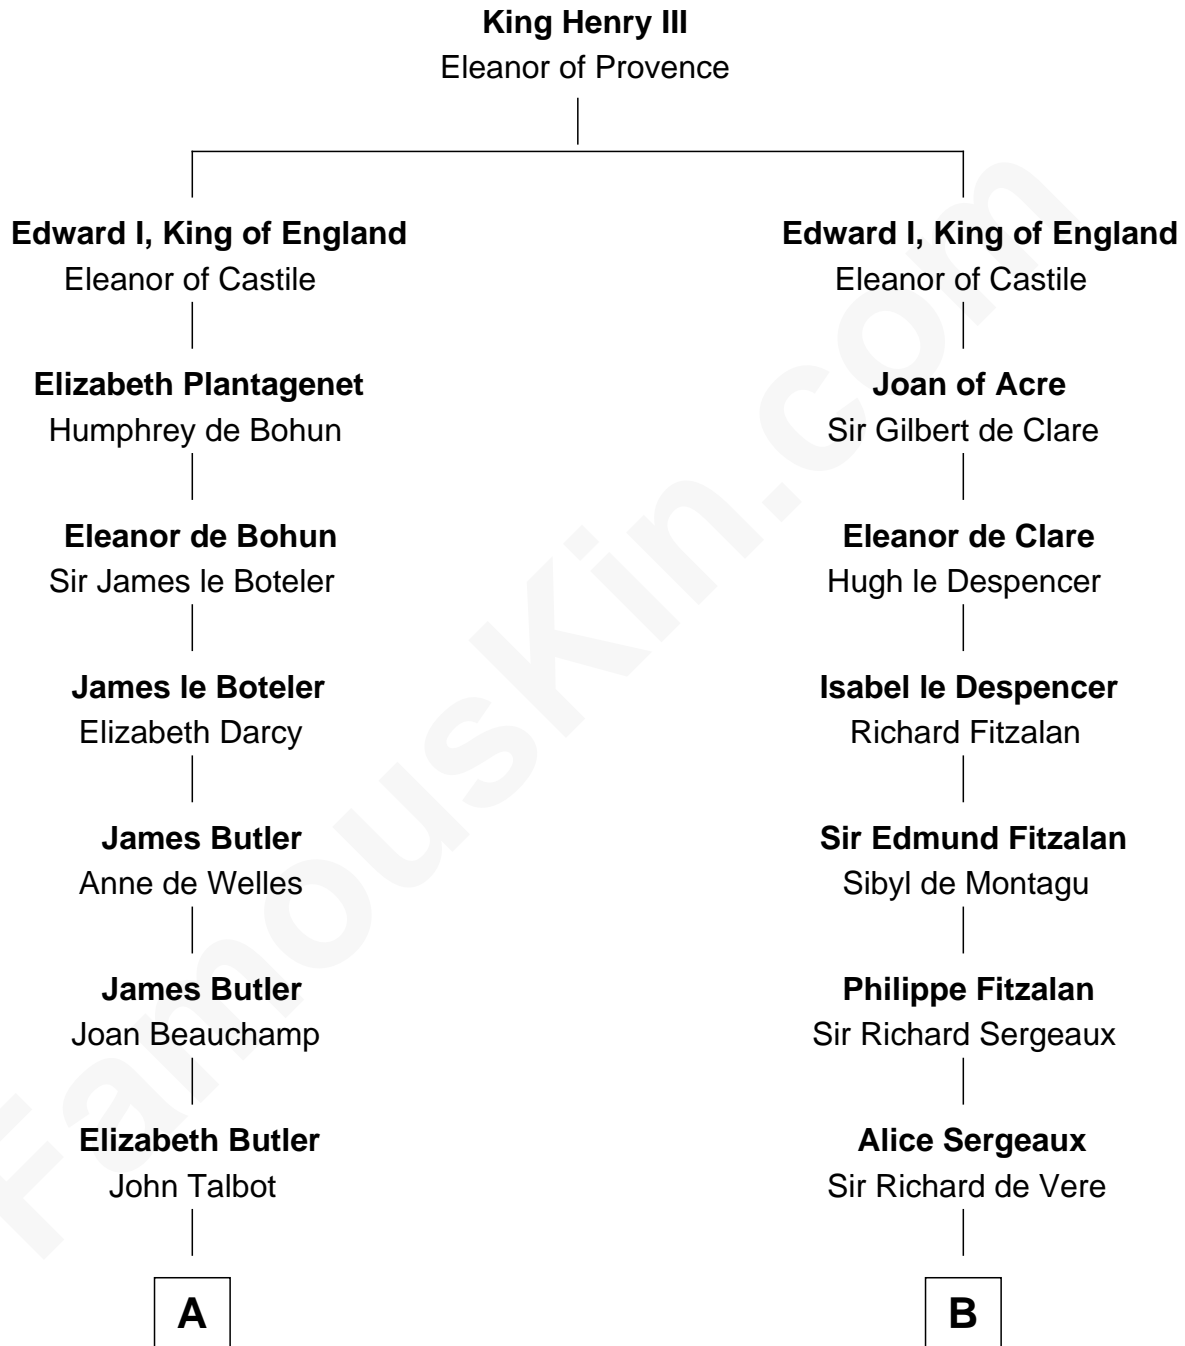 King Henry III
Eleanor of Provence
Edward I, King of England
Eleanor of Castile
Edward I, King of England
Eleanor of Castile
Elizabeth Plantagenet
Humphrey de Bohun
Joan of Acre
Sir Gilbert de Clare
Eleanor de Bohun
Sir James le Boteler
Eleanor de Clare
Hugh le Despencer
James le Boteler
Elizabeth Darcy
Isabel le Despencer
Richard Fitzalan
James Butler
Anne de Welles
Sir Edmund Fitzalan
Sibyl de Montagu
James Butler
Joan Beauchamp
Philippe Fitzalan
Sir Richard Sergeaux
Elizabeth Butler
John Talbot
Alice Sergeaux
Sir Richard de Vere
A
B
FamousKin.com